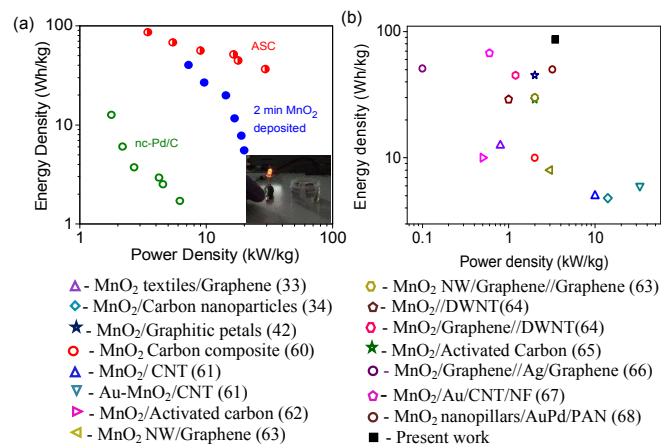 (a)
Energy Density (Wh/kg)
100
10
1
ASC
2 min MnO₂
deposited
nc-Pd/C
1 10 100
Power Density (kW/kg)
(b)
Energy density (Wh/kg)
100
10
0.1 1 10
Power density (kW/kg)
- MnO₂ textiles/Graphene (33)
- MnO₂/Carbon nanoparticles (34)
- MnO₂/Graphitic petals (42)
- MnO₂ Carbon composite (60)
- MnO₂/ CNT (61)
- Au-MnO₂/CNT (61)
- MnO₂/Activated carbon (62)
- MnO₂ NW/Graphene (63)
- MnO₂ NW/Graphene//Graphene (63)
- MnO₂//DWNT(64)
- MnO₂/Graphene//DWNT(64)
- MnO₂/Activated Carbon (65)
- MnO₂/Graphene//Ag/Graphene (66)
- MnO₂/Au/CNT/NF (67)
- MnO₂ nanopillars/AuPd/PAN (68)
- Present work